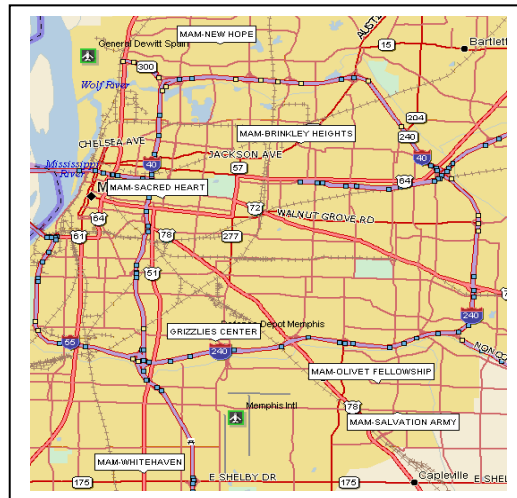 MAM-NEW HOPE
AUSTI
15
General Dewitt Spain
Bartlett
300
Wolf River
204
MAM-BRINKLEY HEIGHTS
240
CHELSEA AVE
JACKSON AVE
40
40
Mississippi
River
57
64
M
MAM-SACRED HEART
72
WALNUT GROVE RD
64
61
78
277
51
240
GRIZZLIES CENTER
Depot Memphis
55
240
NON C
MAM-OLIVET FELLOWSHIP
78
Memphis Intl
MAM-SALVATION ARMY
MAM-WHITEHAVEN
175
E SHELBY DR
175
Capleville
E SHEL